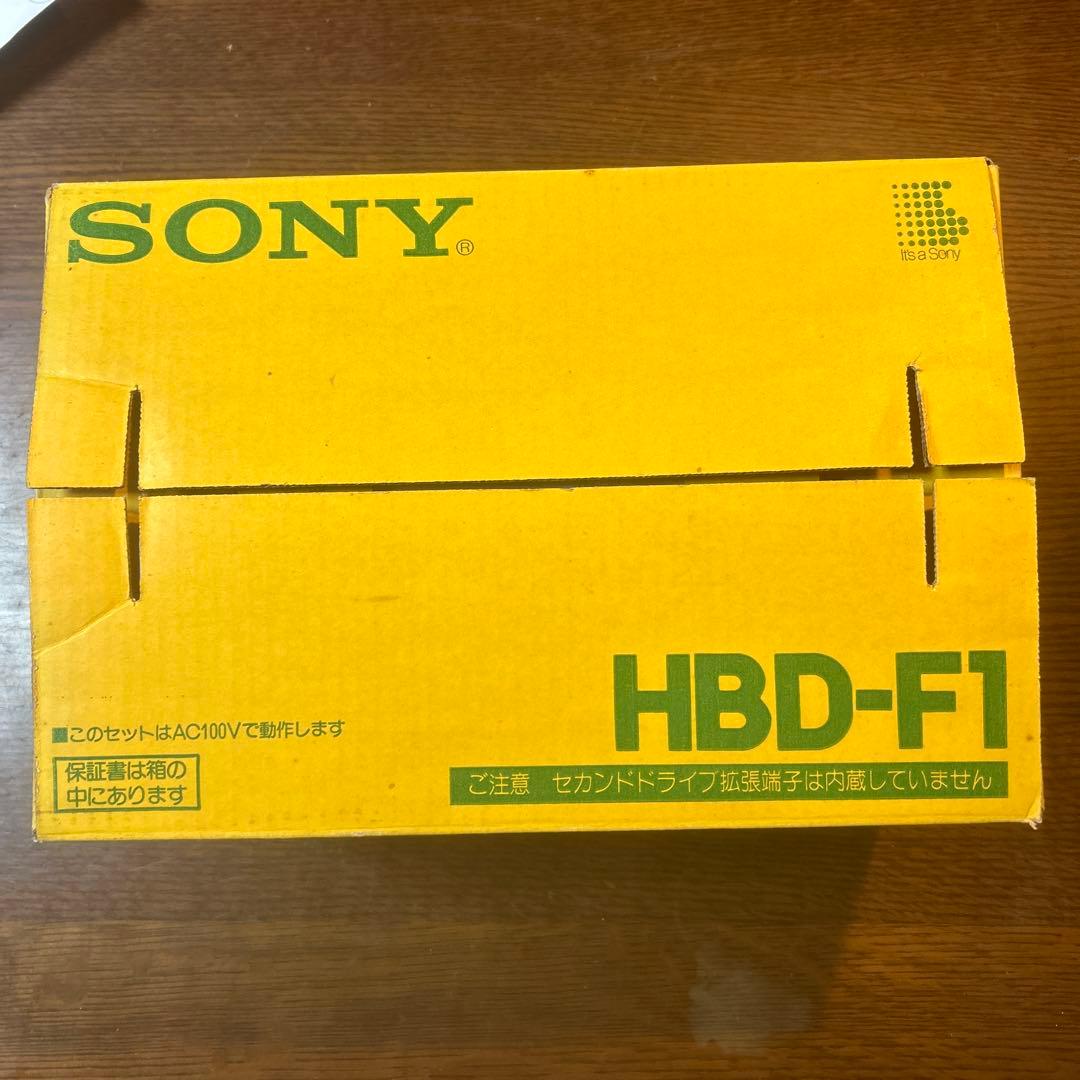 SONY®
It's a Sony
HBD-F1
■このセットはAC100Vで動作します
保証書は箱の
中にあります
ご注意 セカンドドライブ拡張端子は内蔵していません